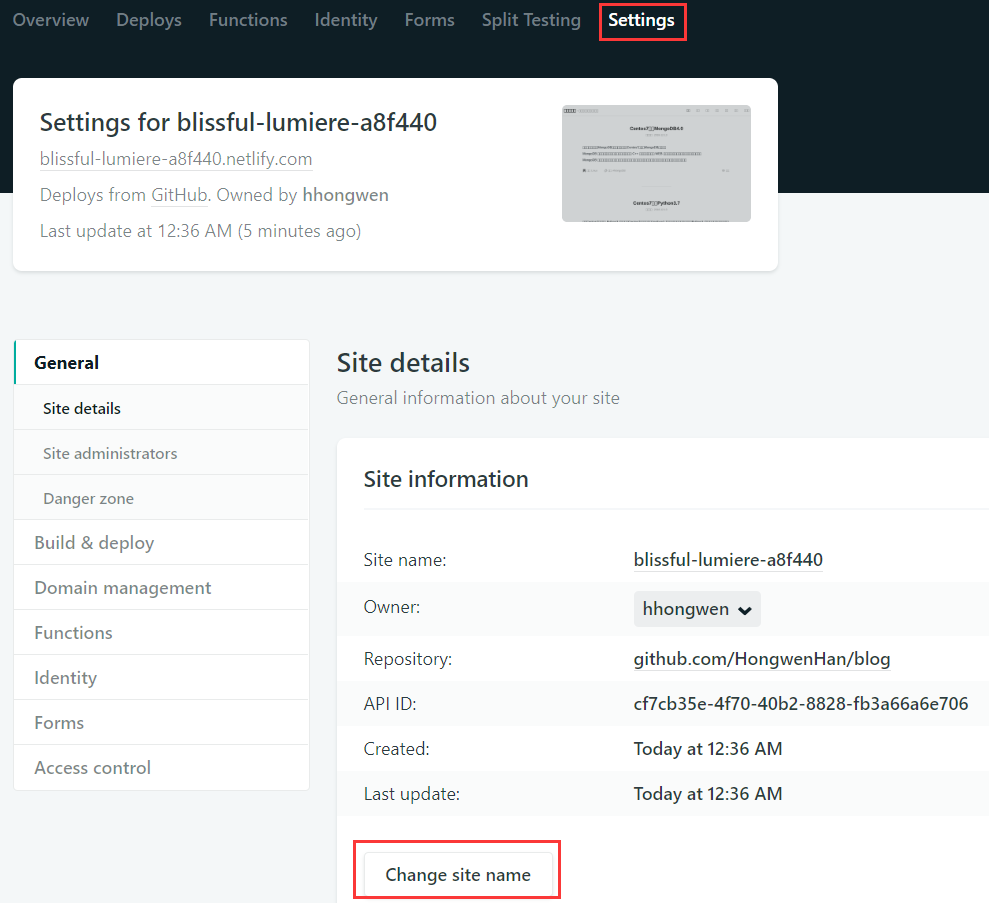 Overview Deploys Functions Identity Forms Split Testing Settings
Settings for blissful-lumiere-a8f440
blissful-lumiere-a8f440.netlify.com
Deploys from GitHub. Owned by hhongwen
Last update at 12:36 AM (5 minutes ago)
General
Site details
Site administrators
Danger zone
Build & deploy
Domain management
Functions
Identity
Forms
Access control
Site details
General information about your site
Site information
Site name: blissful-lumiere-a8f440
Owner: hhongwen
Repository: github.com/HongwenHan/blog
API ID: cf7cb35e-4f70-40b2-8828-fb3a66a6e706
Created: Today at 12:36 AM
Last update: Today at 12:36 AM
Change site name